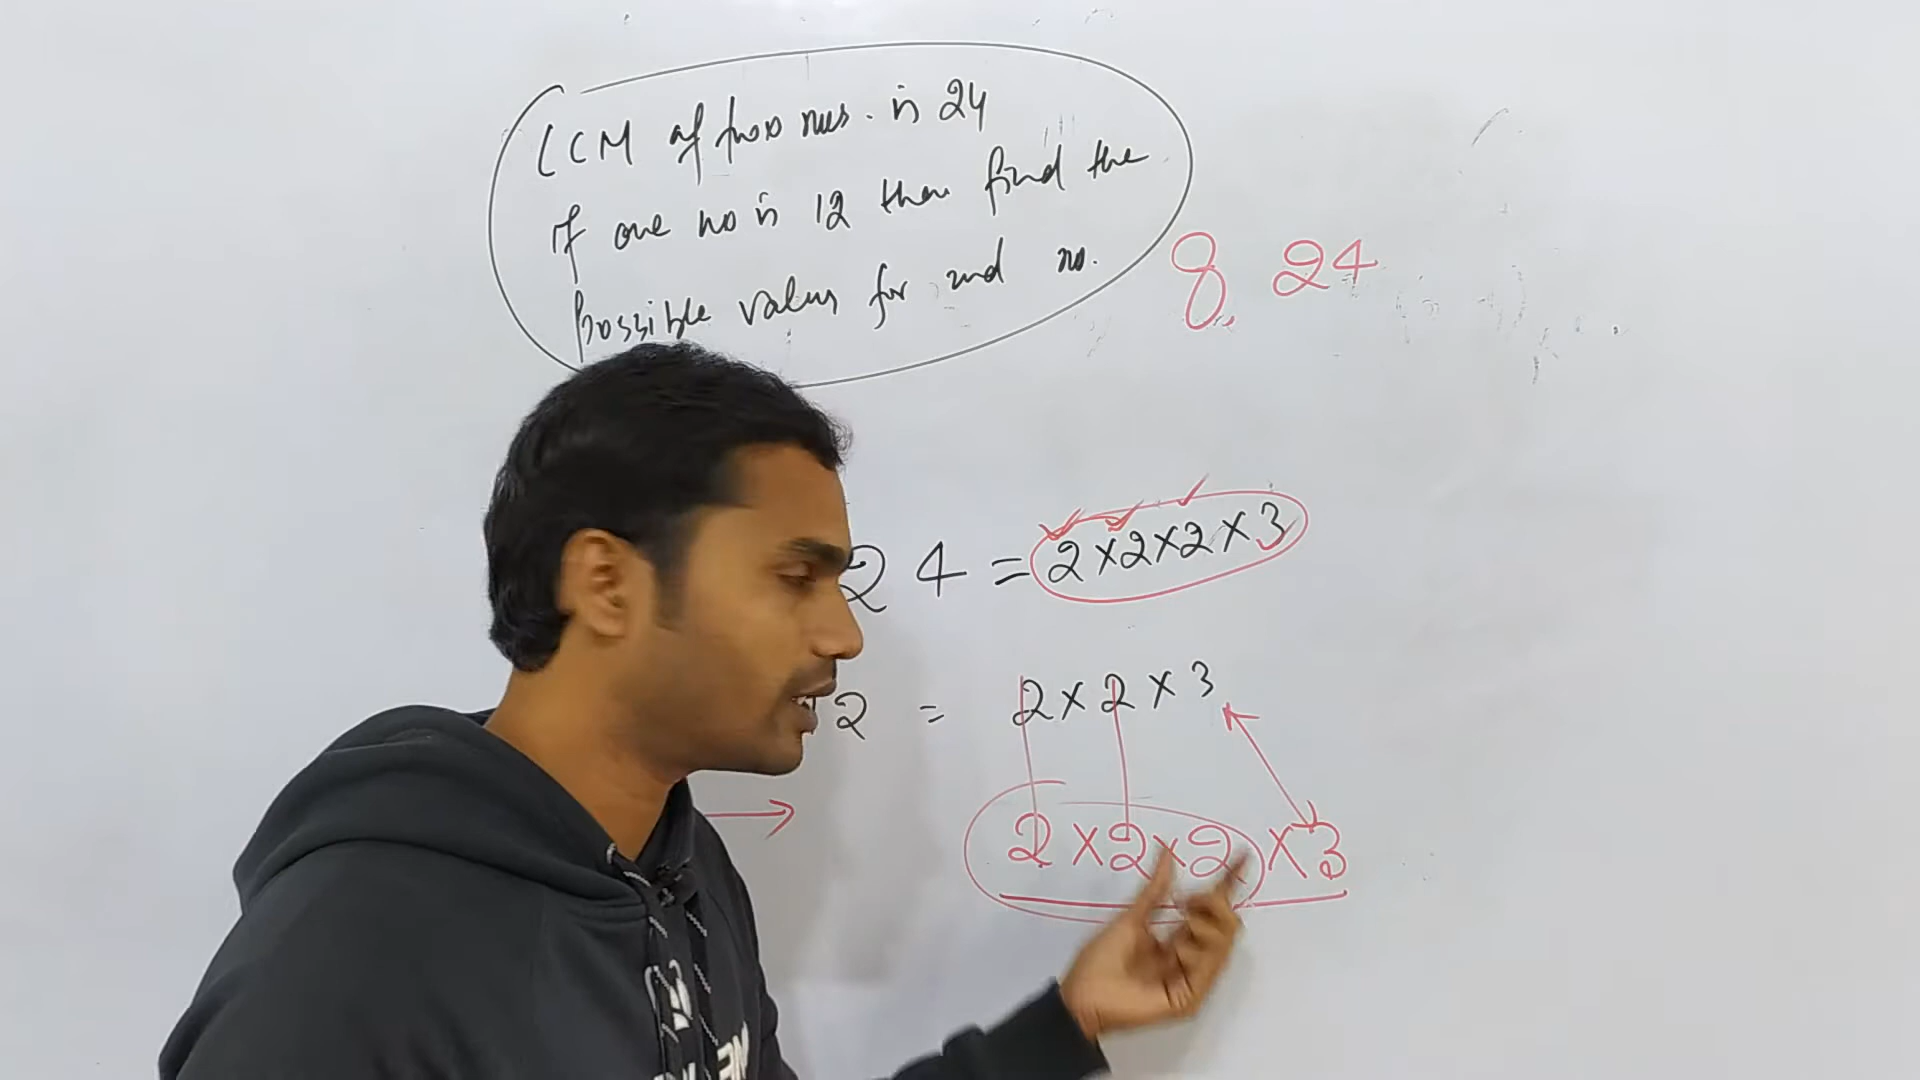 LCM of two nus. is 24
if one no is 12 then find the
possible values for 2nd no.
8, 24
24 = 2×2×2×3
2 = 2×2×3
2×2×2×3